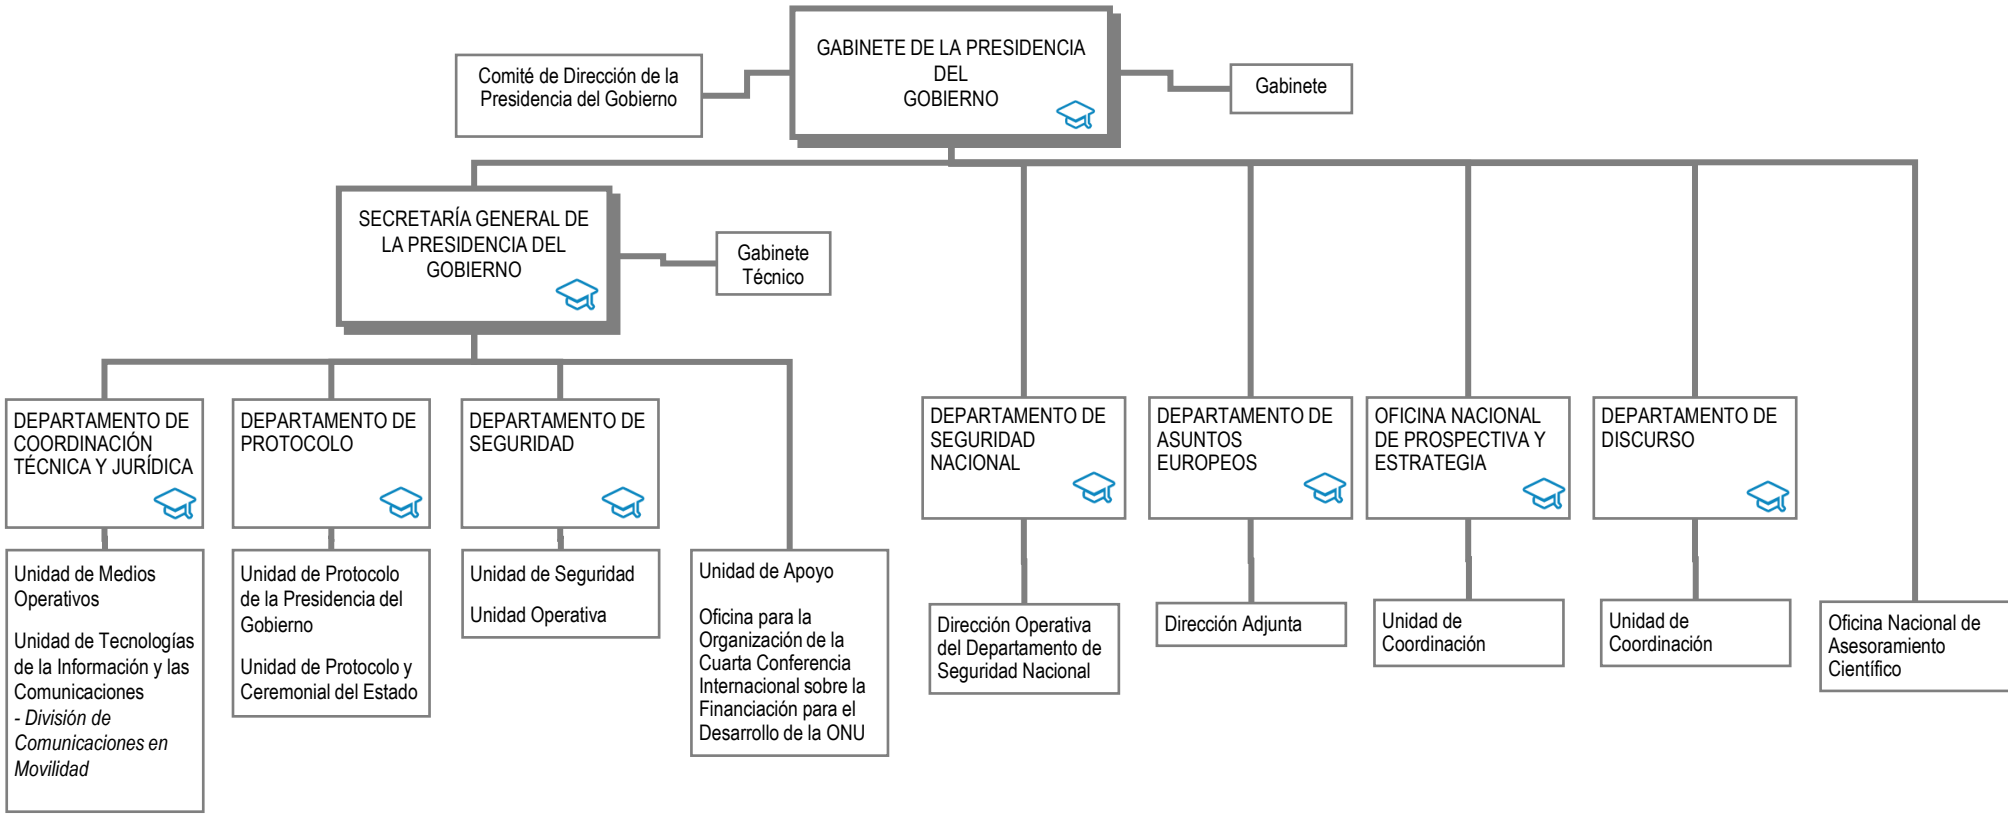 GABINETE DE LA PRESIDENCIA
DEL
GOBIERNO
Comité de Dirección de la
Presidencia del Gobierno
Gabinete
SECRETARÍA GENERAL DE
LA PRESIDENCIA DEL
GOBIERNO
Gabinete
Técnico
DEPARTAMENTO DE
COORDINACIÓN
TÉCNICA Y JURÍDICA
DEPARTAMENTO DE
PROTOCOLO
DEPARTAMENTO DE
SEGURIDAD
DEPARTAMENTO DE
SEGURIDAD
NACIONAL
DEPARTAMENTO DE
ASUNTOS
EUROPEOS
OFICINA NACIONAL
DE PROSPECTIVA Y
ESTRATEGIA
DEPARTAMENTO DE
DISCURSO
Unidad de Medios
Operativos
Unidad de Tecnologías
de la Información y las
Comunicaciones
- División de
Comunicaciones en
Movilidad
Unidad de Protocolo
de la Presidencia del
Gobierno
Unidad de Protocolo y
Ceremonial del Estado
Unidad de Seguridad
Unidad Operativa
Unidad de Apoyo
Oficina para la
Organización de la
Cuarta Conferencia
Internacional sobre la
Financiación para el
Desarrollo de la ONU
Dirección Operativa
del Departamento de
Seguridad Nacional
Dirección Adjunta
Unidad de
Coordinación
Unidad de
Coordinación
Oficina Nacional de
Asesoramiento
Científico